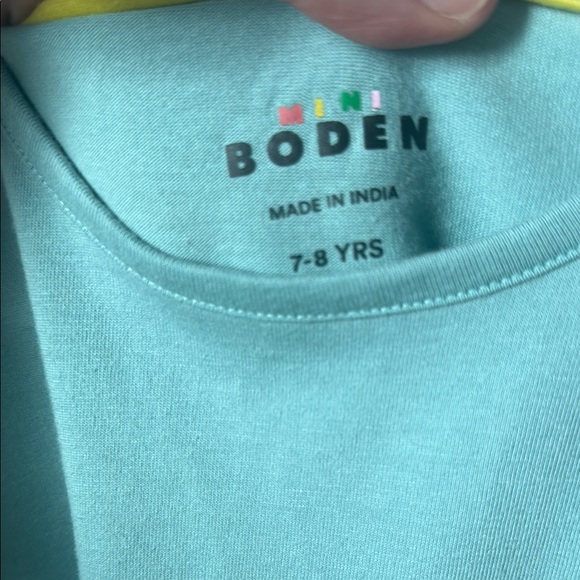 MINI
BODEN
MADE IN INDIA
7-8 YRS